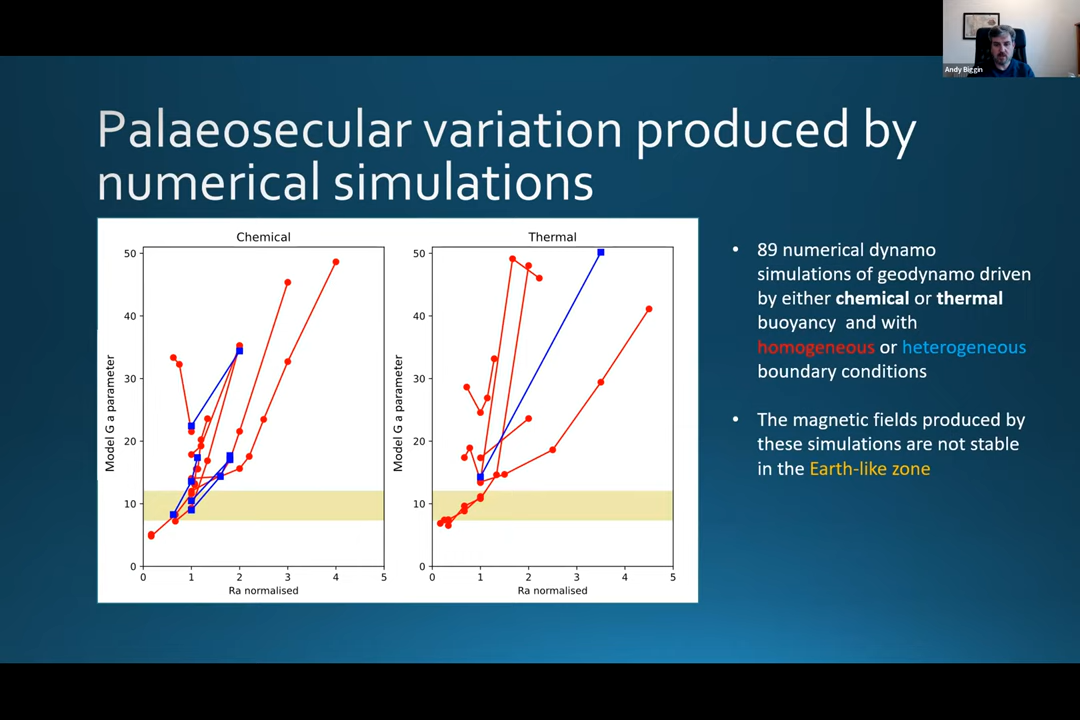 Andy Biggin
Palaeosecular variation produced by
numerical simulations
Chemical
50
40
30
20
10
0
0 1 2 3 4 5
Model G a parameter
Ra normalised
Thermal
50
40
30
20
10
0
0 1 2 3 4 5
Model G a parameter
Ra normalised
• 89 numerical dynamo
simulations of geodynamo driven
by either chemical or thermal
buoyancy and with
homogeneous or heterogeneous
boundary conditions
• The magnetic fields produced by
these simulations are not stable
in the Earth-like zone